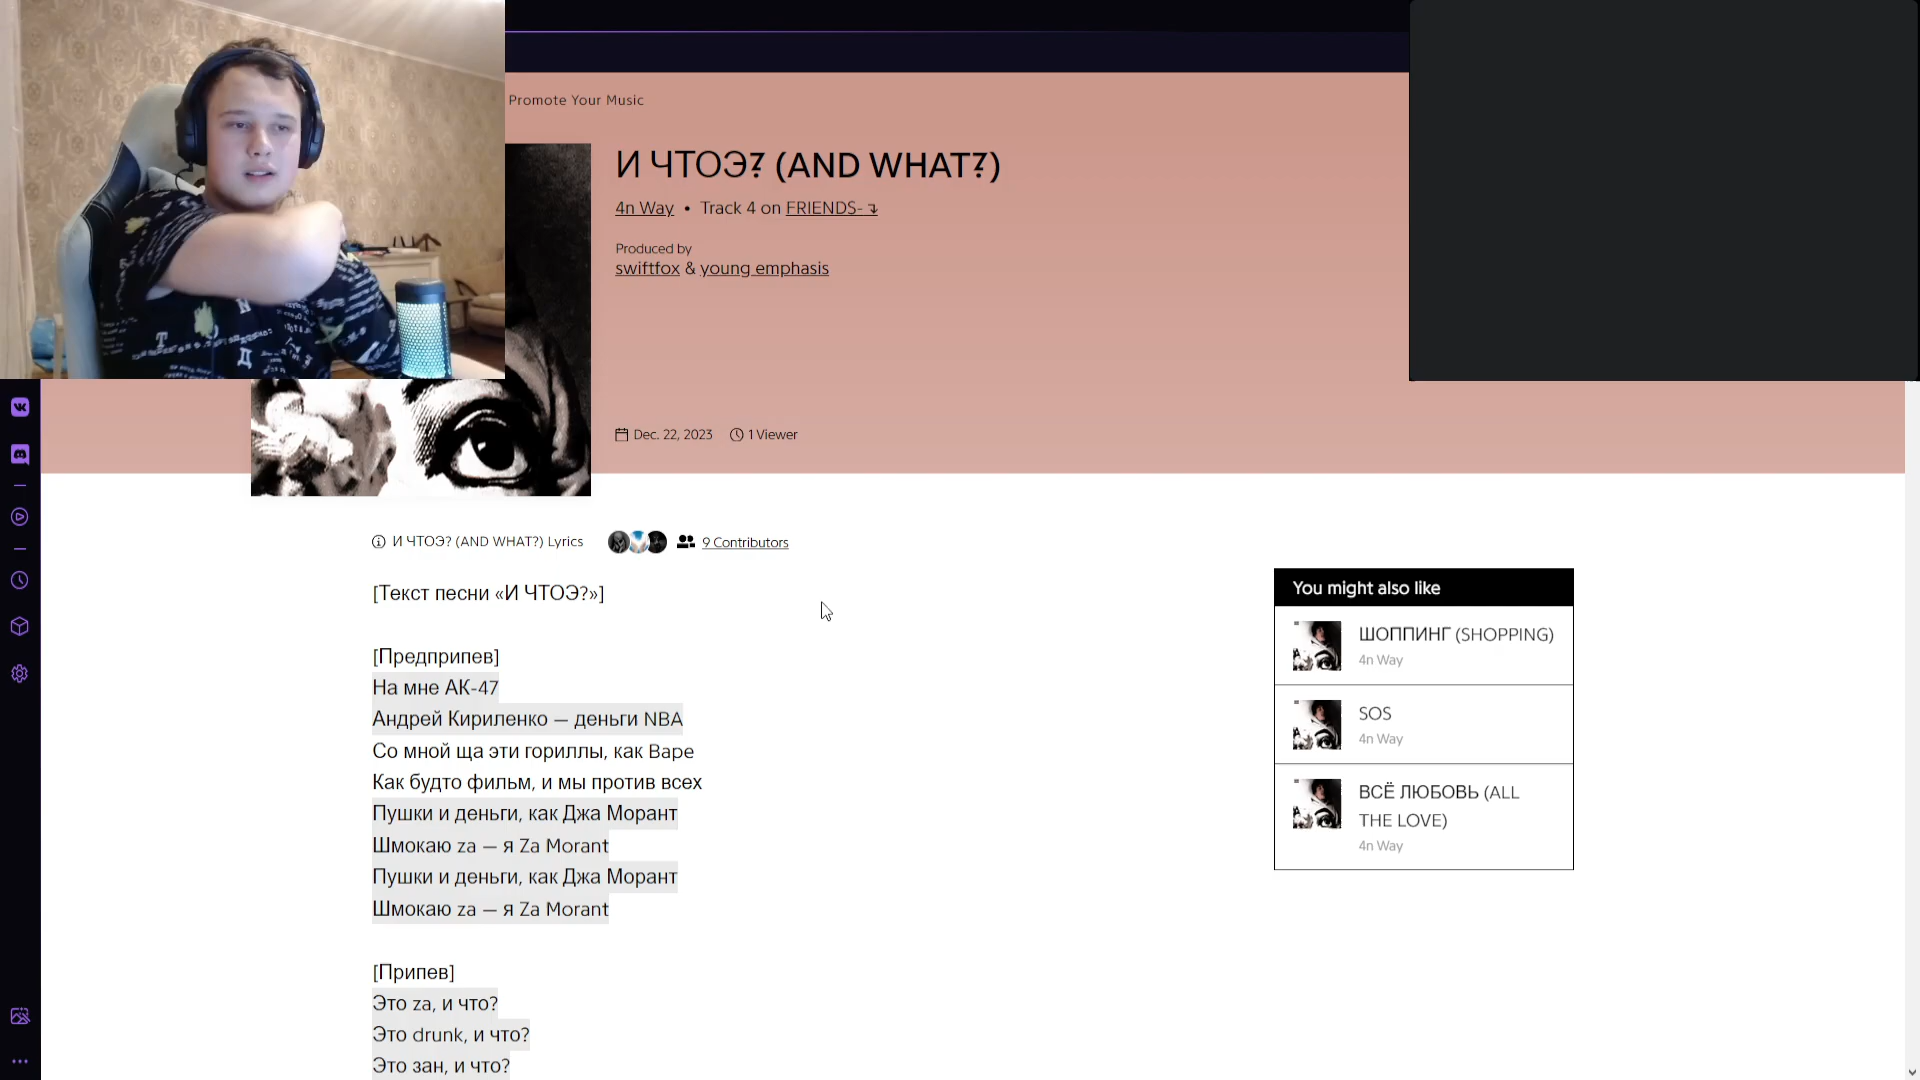 Promote Your Music
И ЧТОЭ? (AND WHAT?)
4n Way • Track 4 on FRIENDS- ↴
Produced by
swiftfox & young emphasis
Dec. 22, 2023 1 Viewer
И ЧТОЭ? (AND WHAT?) Lyrics 9 Contributors
[Текст песни «И ЧТОЭ?»]
[Предприпев]
На мне АК-47
Андрей Кириленко — деньги NBA
Со мной ща эти гориллы, как Bape
Как будто фильм, и мы против всех
Пушки и деньги, как Джа Морант
Шмокаю za — я Za Morant
Пушки и деньги, как Джа Морант
Шмокаю za — я Za Morant
[Припев]
Это za, и что?
Это drunk, и что?
Это зан, и что?
You might also like
ШОППИНГ (SHOPPING)
4n Way
SOS
4n Way
ВСЁ ЛЮБОВЬ (ALL
THE LOVE)
4n Way